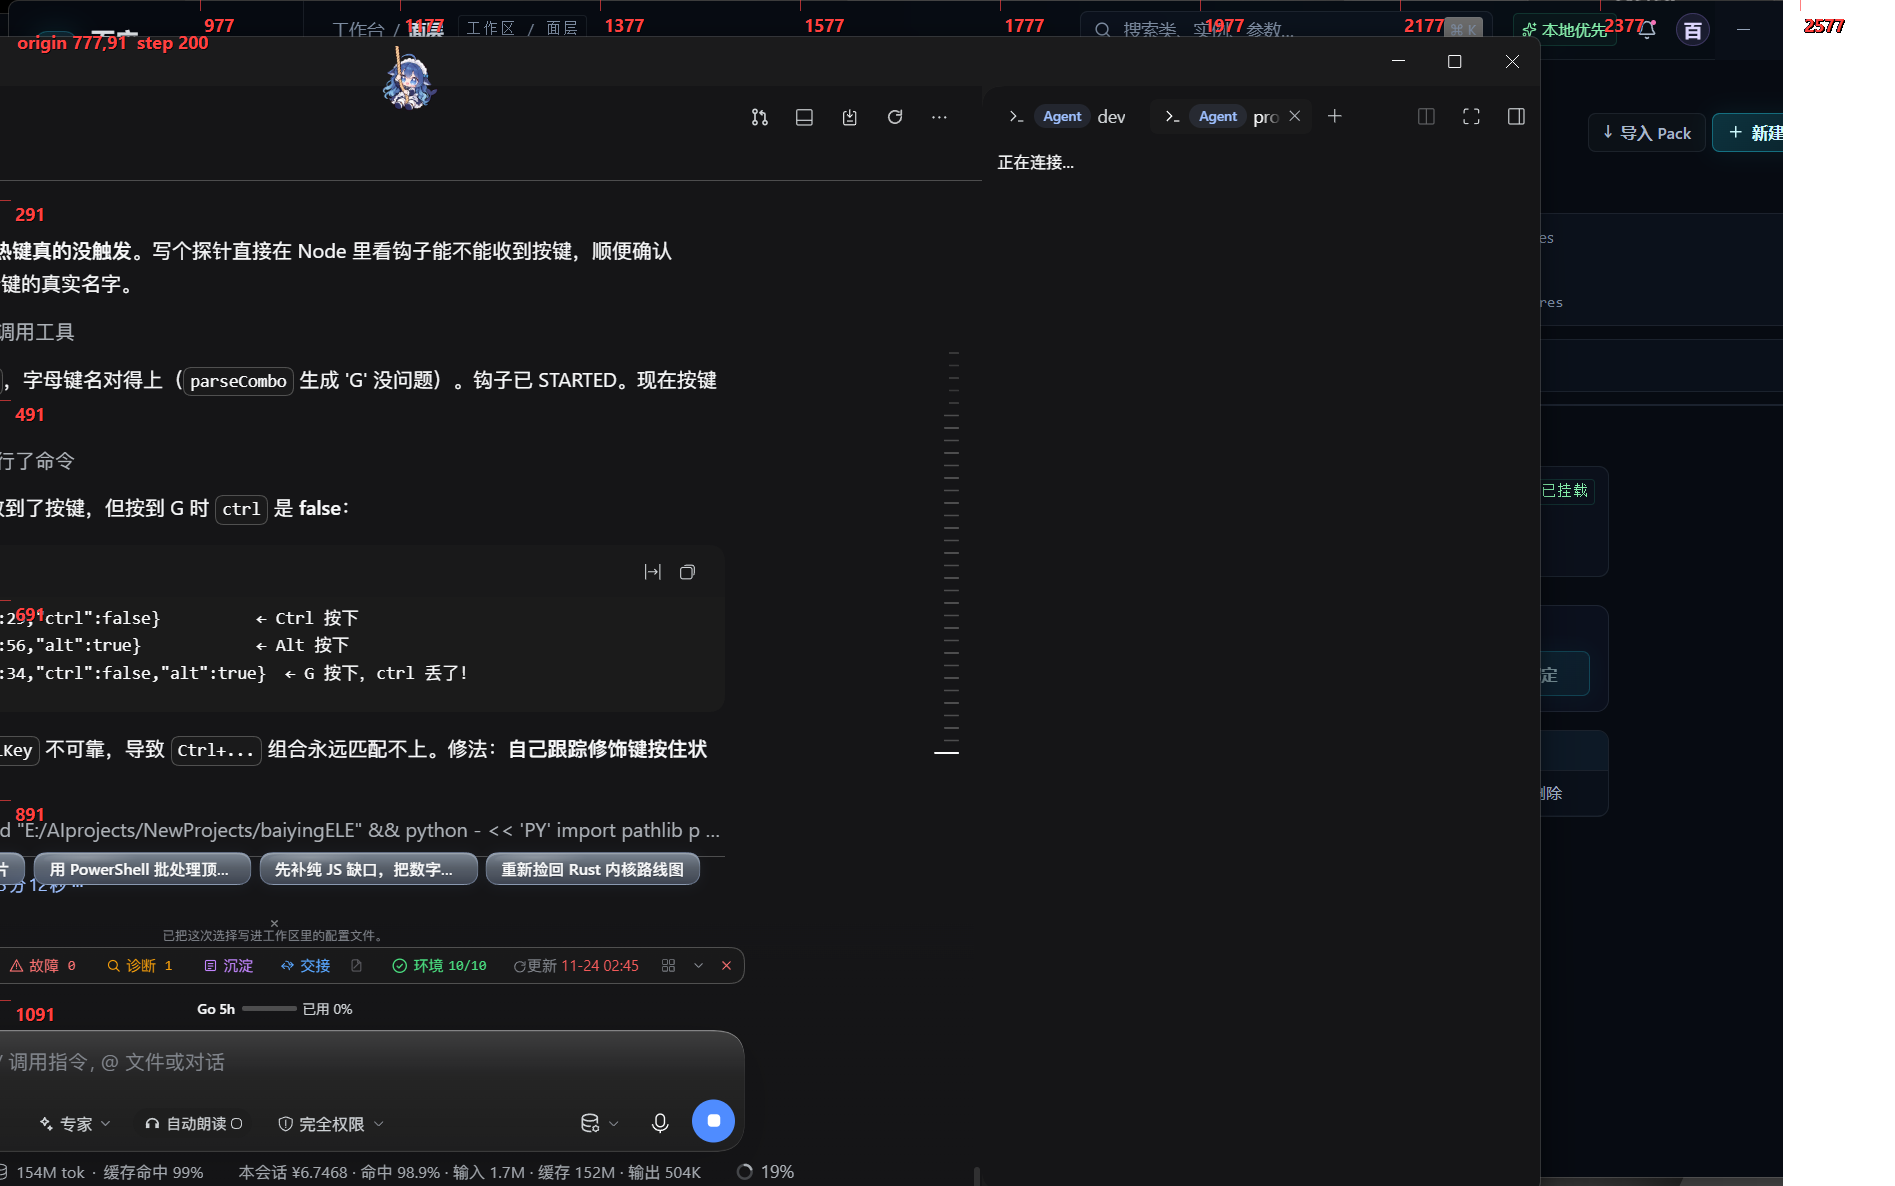 工作台 / 面层 工作区 / 面层
搜索类、实例、参数... ⌘ K
本地优先
百
origin 777,91 step 200
977 1177 1377 1577 1777 1977 2177 2377 2577
Agent dev
Agent pro
正在连接...
↓ 导入 Pack
+ 新建
291
热键真的没触发。写个探针直接在 Node 里看钩子能不能收到按键，顺便确认
键的真实名字。
调用工具
，字母键名对得上（parseCombo 生成 'G' 没问题）。钩子已 STARTED。现在按键
491
行了命令
收到了按键，但按到 G 时 ctrl 是 false：
691
:29,"ctrl":false} ← Ctrl 按下
:56,"alt":true} ← Alt 按下
:34,"ctrl":false,"alt":true} ← G 按下，ctrl 丢了！
lKey 不可靠，导致 Ctrl+... 组合永远匹配不上。修法：自己跟踪修饰键按住状
891
d "E:/AIprojects/NewProjects/baiyingELE" && python - << 'PY' import pathlib p ...
片
用 PowerShell 批处理顶...
先补纯 JS 缺口，把数字...
重新捡回 Rust 内核路线图
分12秒 ...
已把这次选择写进工作区里的配置文件。
故障 0 诊断 1 沉淀 交接 环境 10/10 更新 11-24 02:45
1091
Go 5h 已用 0%
/ 调用指令, @ 文件或对话
专家 自动朗读 完全权限
154M tok · 缓存命中 99% 本会话 ¥6.7468 · 命中 98.9% · 输入 1.7M · 缓存 152M · 输出 504K 19%
es
res
已挂载
定
删除